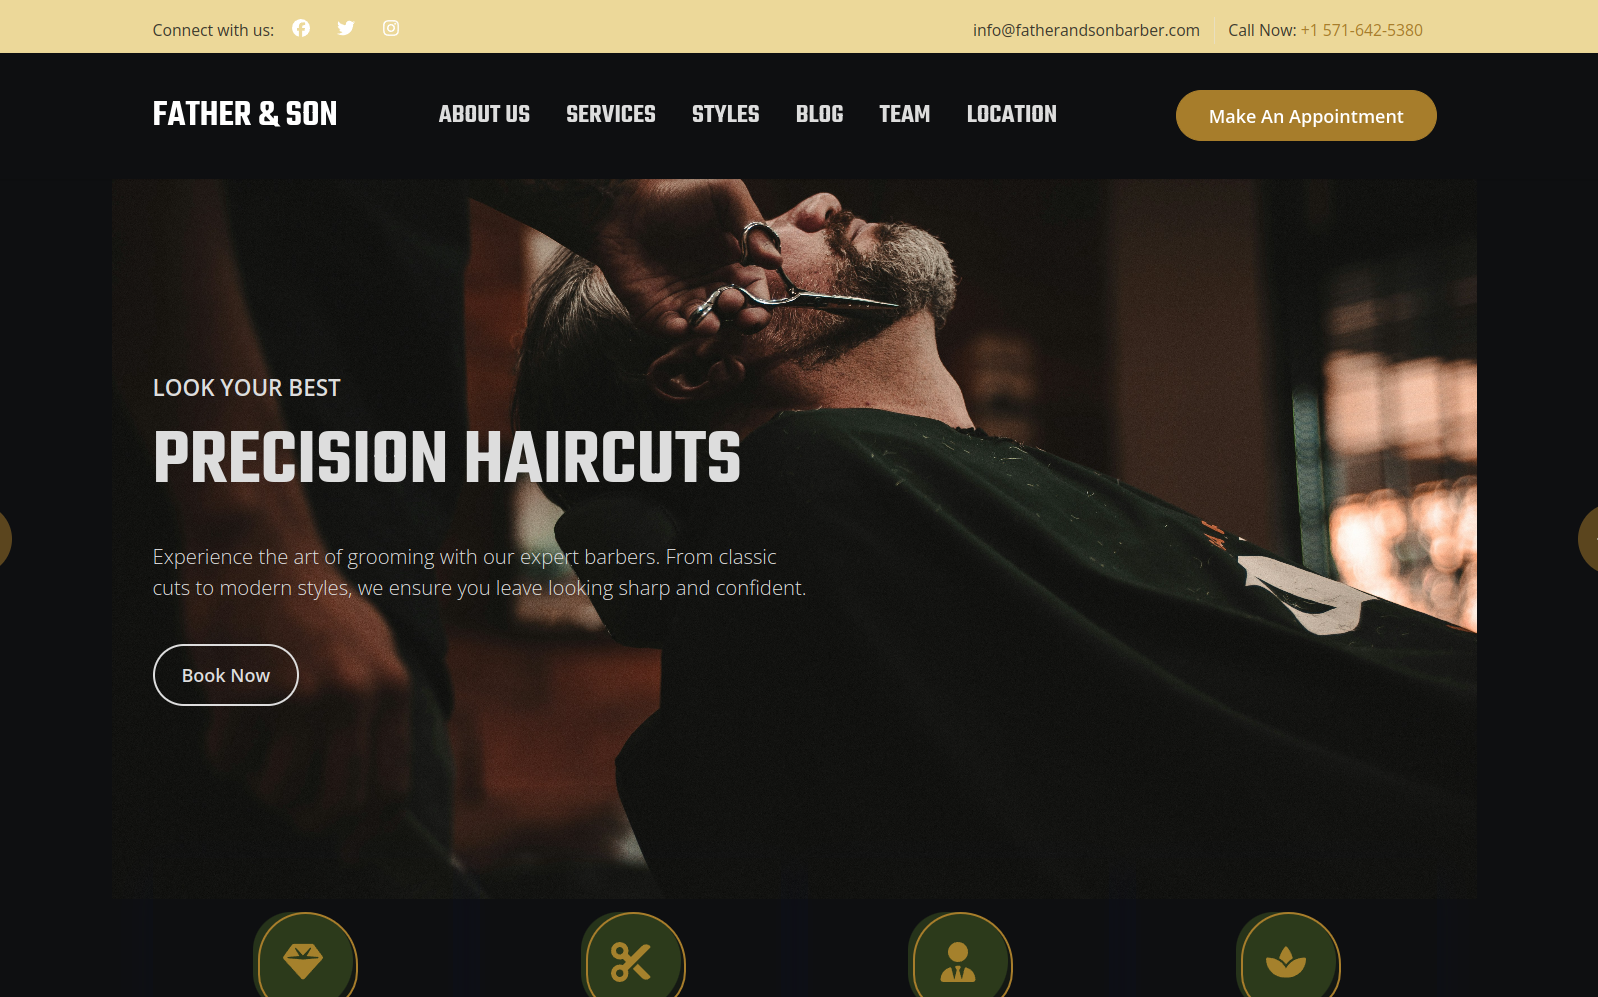 Connect with us:
info@fatherandsonbarber.com
Call Now: +1 571-642-5380
FATHER & SON
ABOUT US
SERVICES
STYLES
BLOG
TEAM
LOCATION
Make An Appointment
LOOK YOUR BEST
PRECISION HAIRCUTS
Experience the art of grooming with our expert barbers. From classic
cuts to modern styles, we ensure you leave looking sharp and confident.
Book Now